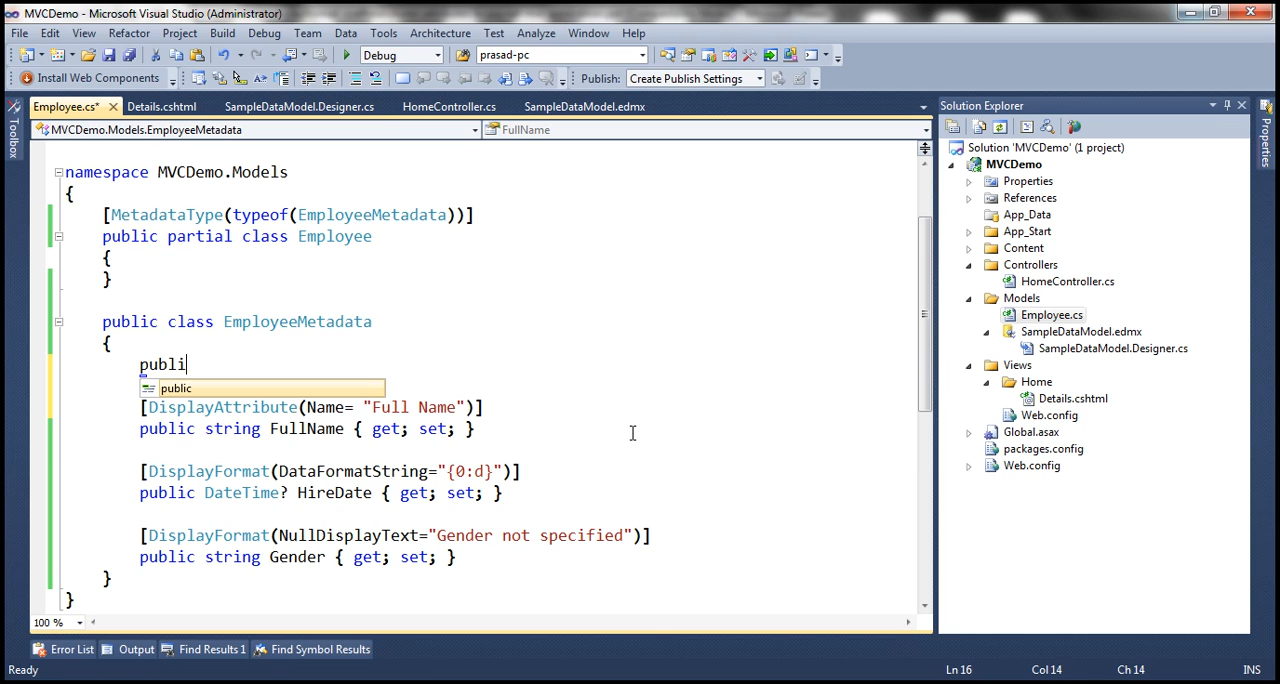 MVCDemo - Microsoft Visual Studio (Administrator)
File Edit View Refactor Project Build Debug Team Data Tools Architecture Test Analyze Window Help
Debug prasad-pc
Install Web Components Publish: Create Publish Settings
Employee.cs* Details.cshtml SampleDataModel.Designer.cs HomeController.cs SampleDataModel.edmx
MVCDemo.Models.EmployeeMetadata FullName
Toolbox
namespace MVCDemo.Models
{
[MetadataType(typeof(EmployeeMetadata))]
public partial class Employee
{
}
public class EmployeeMetadata
{
publi
public
[DisplayAttribute(Name= "Full Name")]
public string FullName { get; set; }
[DisplayFormat(DataFormatString="{0:d}")]
public DateTime? HireDate { get; set; }
[DisplayFormat(NullDisplayText="Gender not specified")]
public string Gender { get; set; }
}
}
100 %
Solution Explorer
Solution 'MVCDemo' (1 project)
MVCDemo
Properties
References
App_Data
App_Start
Content
Controllers
HomeController.cs
Models
Employee.cs
SampleDataModel.edmx
SampleDataModel.Designer.cs
Views
Home
Details.cshtml
Web.config
Global.asax
packages.config
Web.config
Properties
Error List Output Find Results 1 Find Symbol Results
Ready Ln 16 Col 14 Ch 14 INS